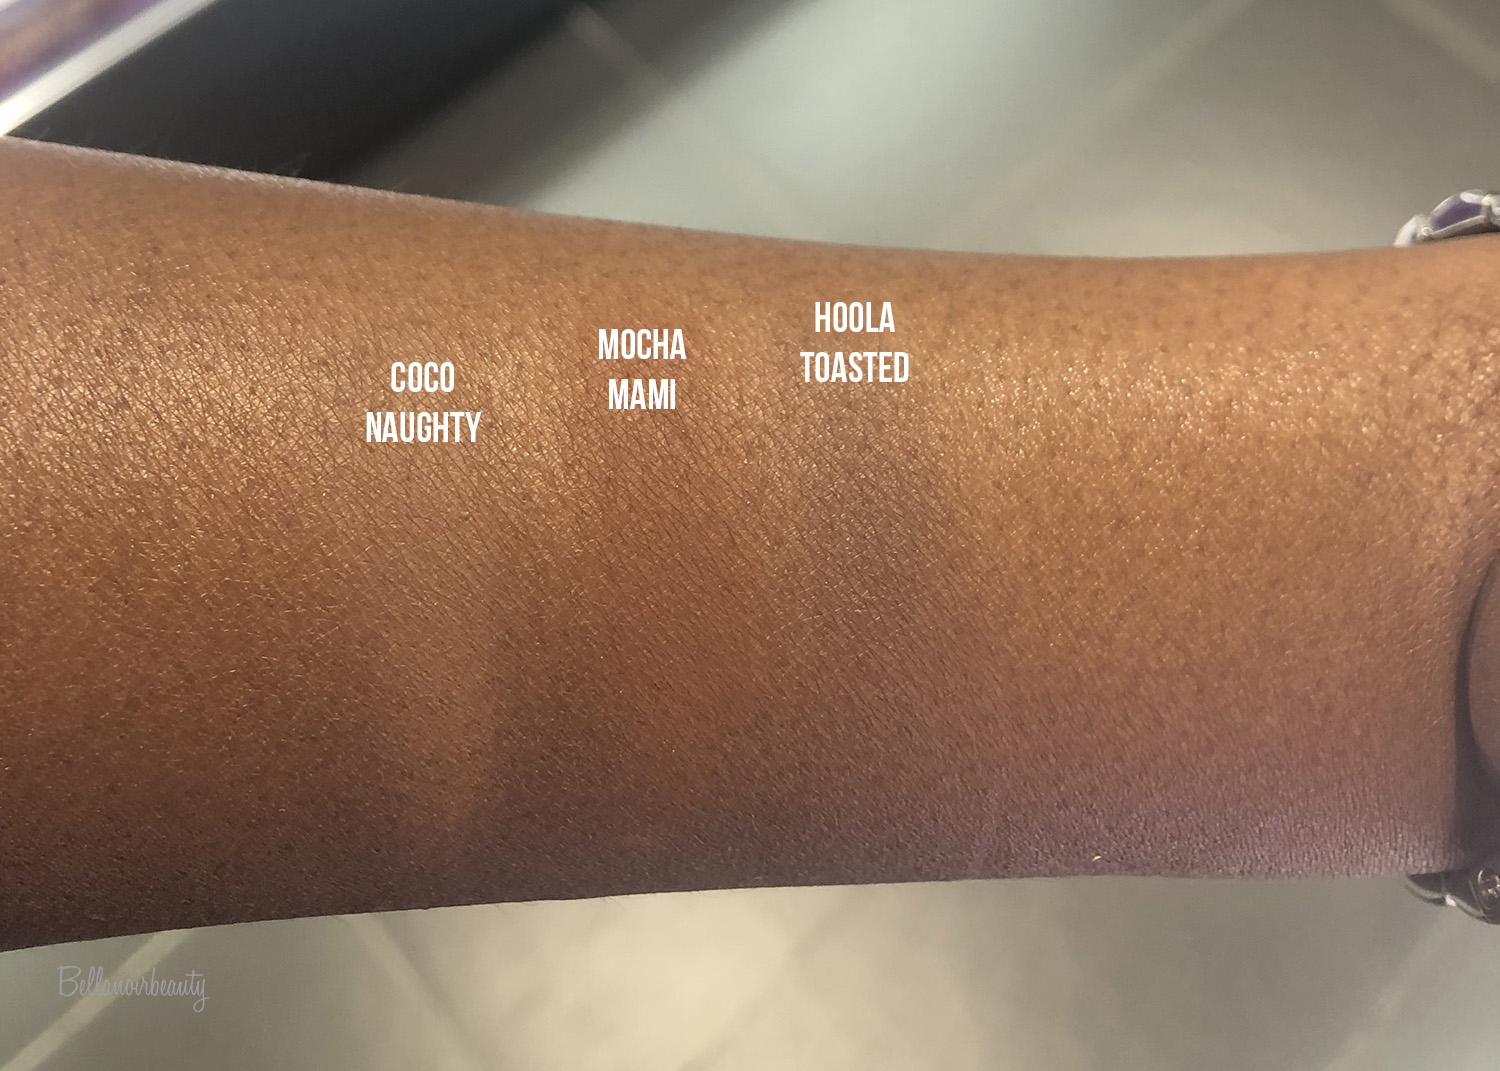 COCO
NAUGHTY
MOCHA
MAMI
HOOLA
TOASTED
Bellanoirbeauty